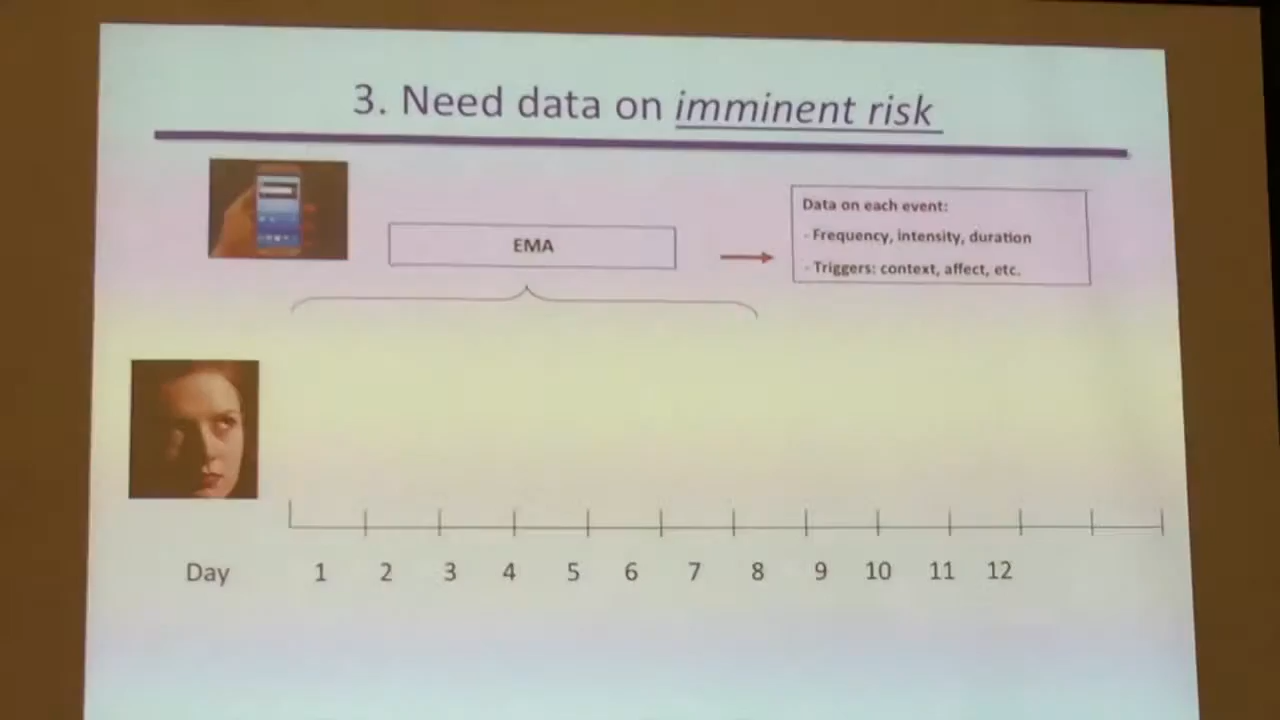 3. Need data on imminent risk
EMA
Data on each event:
- Frequency, intensity, duration
- Triggers: context, affect, etc.
Day 1 2 3 4 5 6 7 8 9 10 11 12